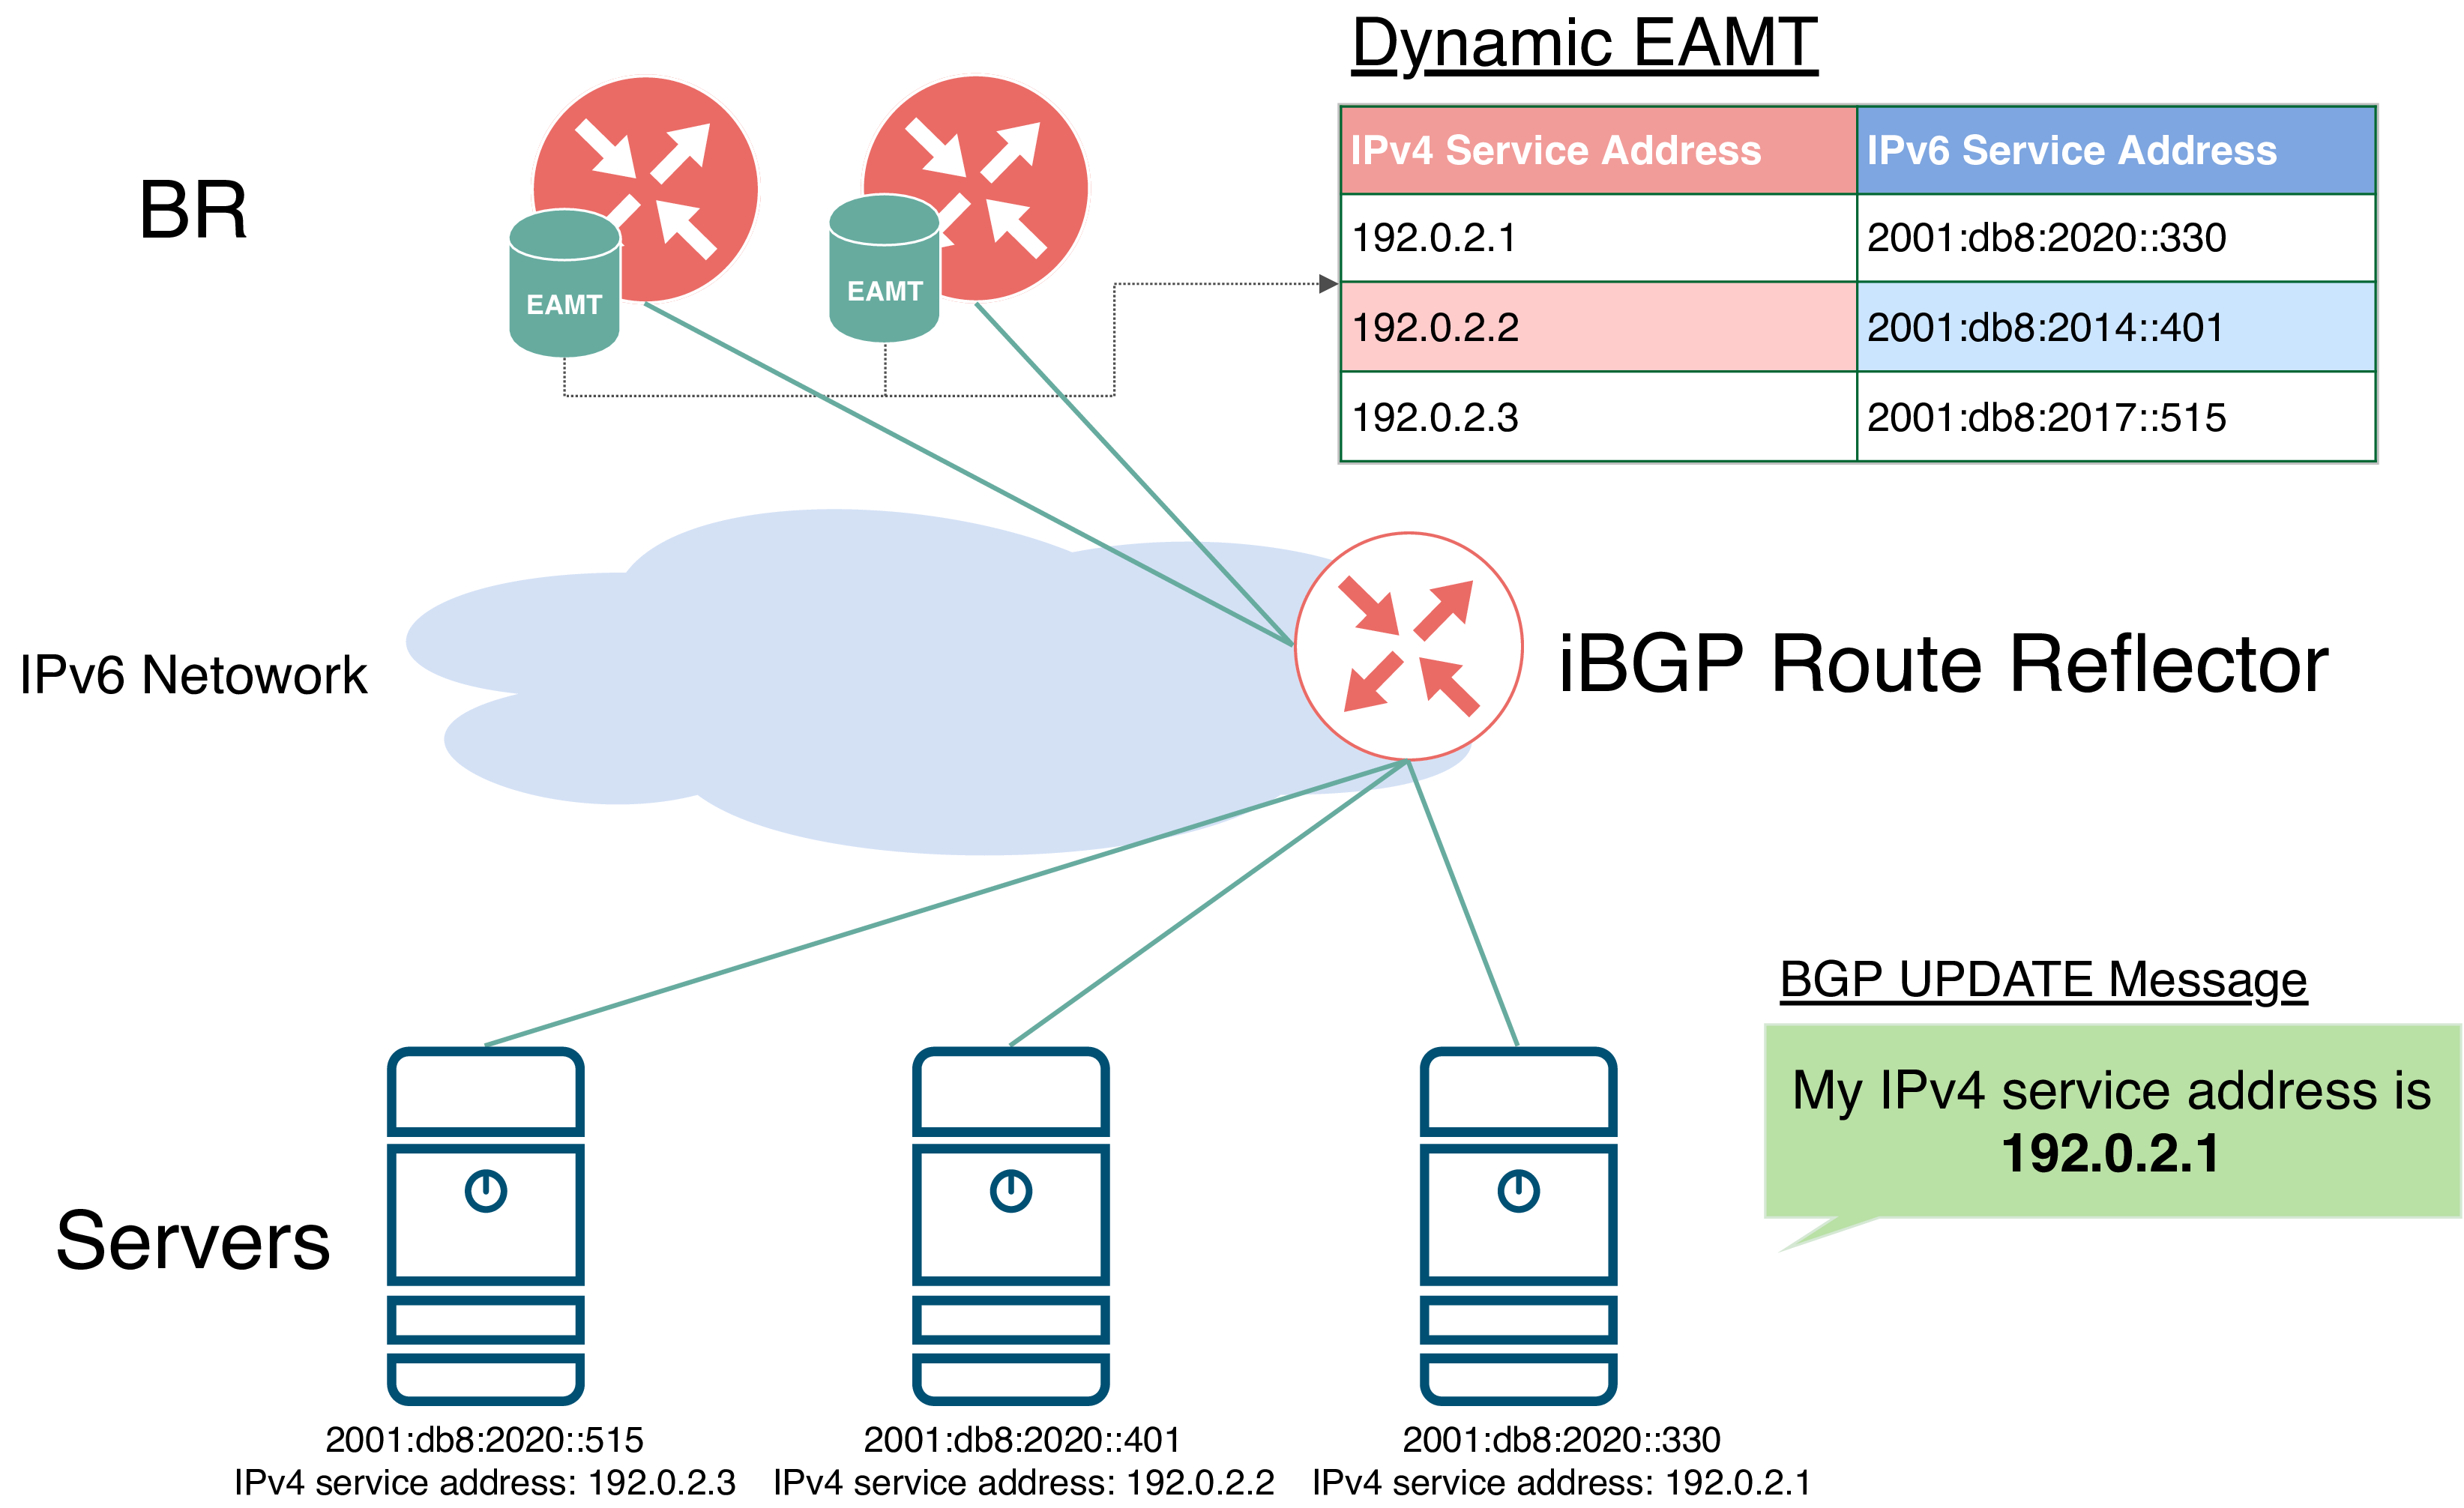 Dynamic EAMT
IPv4 Service Address IPv6 Service Address
192.0.2.1 2001:db8:2020::330
192.0.2.2 2001:db8:2014::401
192.0.2.3 2001:db8:2017::515
BR
EAMT
EAMT
IPv6 Netowork
iBGP Route Reflector
BGP UPDATE Message
My IPv4 service address is
192.0.2.1
Servers
2001:db8:2020::515
IPv4 service address: 192.0.2.3
2001:db8:2020::401
IPv4 service address: 192.0.2.2
2001:db8:2020::330
IPv4 service address: 192.0.2.1